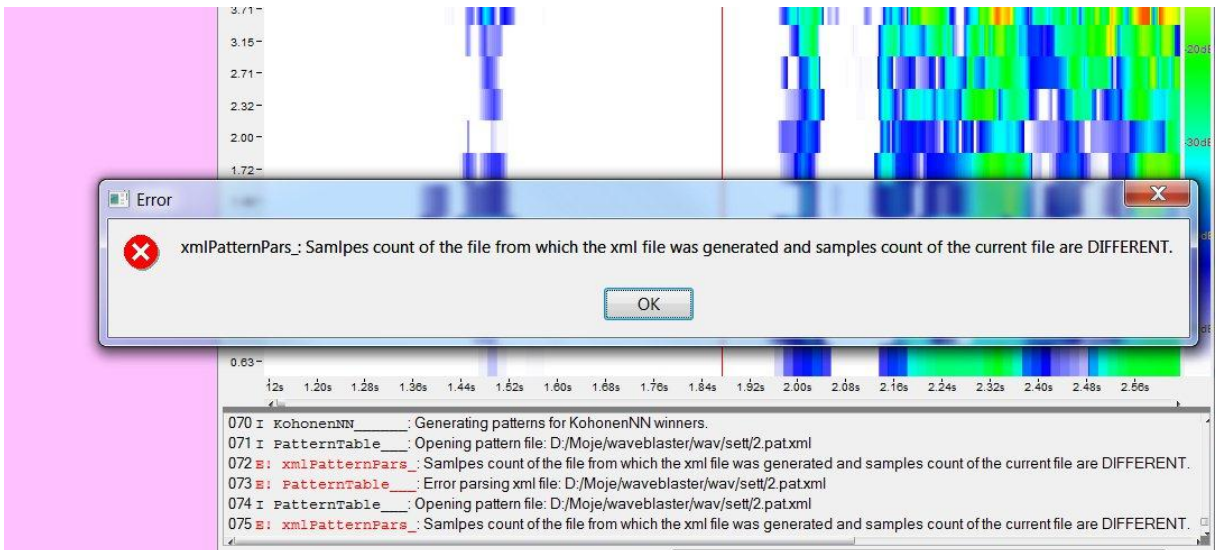 3.71
3.15
2.71
-20dB
2.32
2.00
-30dB
1.72
Error
xmlPatternPars_: Samlpes count of the file from which the xml file was generated and samples count of the current file are DIFFERENT.
OK
0.63
12s 1.20s 1.28s 1.36s 1.44s 1.52s 1.60s 1.68s 1.76s 1.84s 1.92s 2.00s 2.08s 2.16s 2.24s 2.32s 2.40s 2.48s 2.56s
070 I KohonenNN______: Generating patterns for KohonenNN winners.
071 I PatternTable___: Opening pattern file: D:/Moje/waveblaster/wav/sett/2.pat.xml
072 E! xmlPatternPars_: Samlpes count of the file from which the xml file was generated and samples count of the current file are DIFFERENT.
073 E! PatternTable___: Error parsing xml file: D:/Moje/waveblaster/wav/sett/2.pat.xml
074 I PatternTable___: Opening pattern file: D:/Moje/waveblaster/wav/sett/2.pat.xml
075 E! xmlPatternPars_: Samlpes count of the file from which the xml file was generated and samples count of the current file are DIFFERENT.